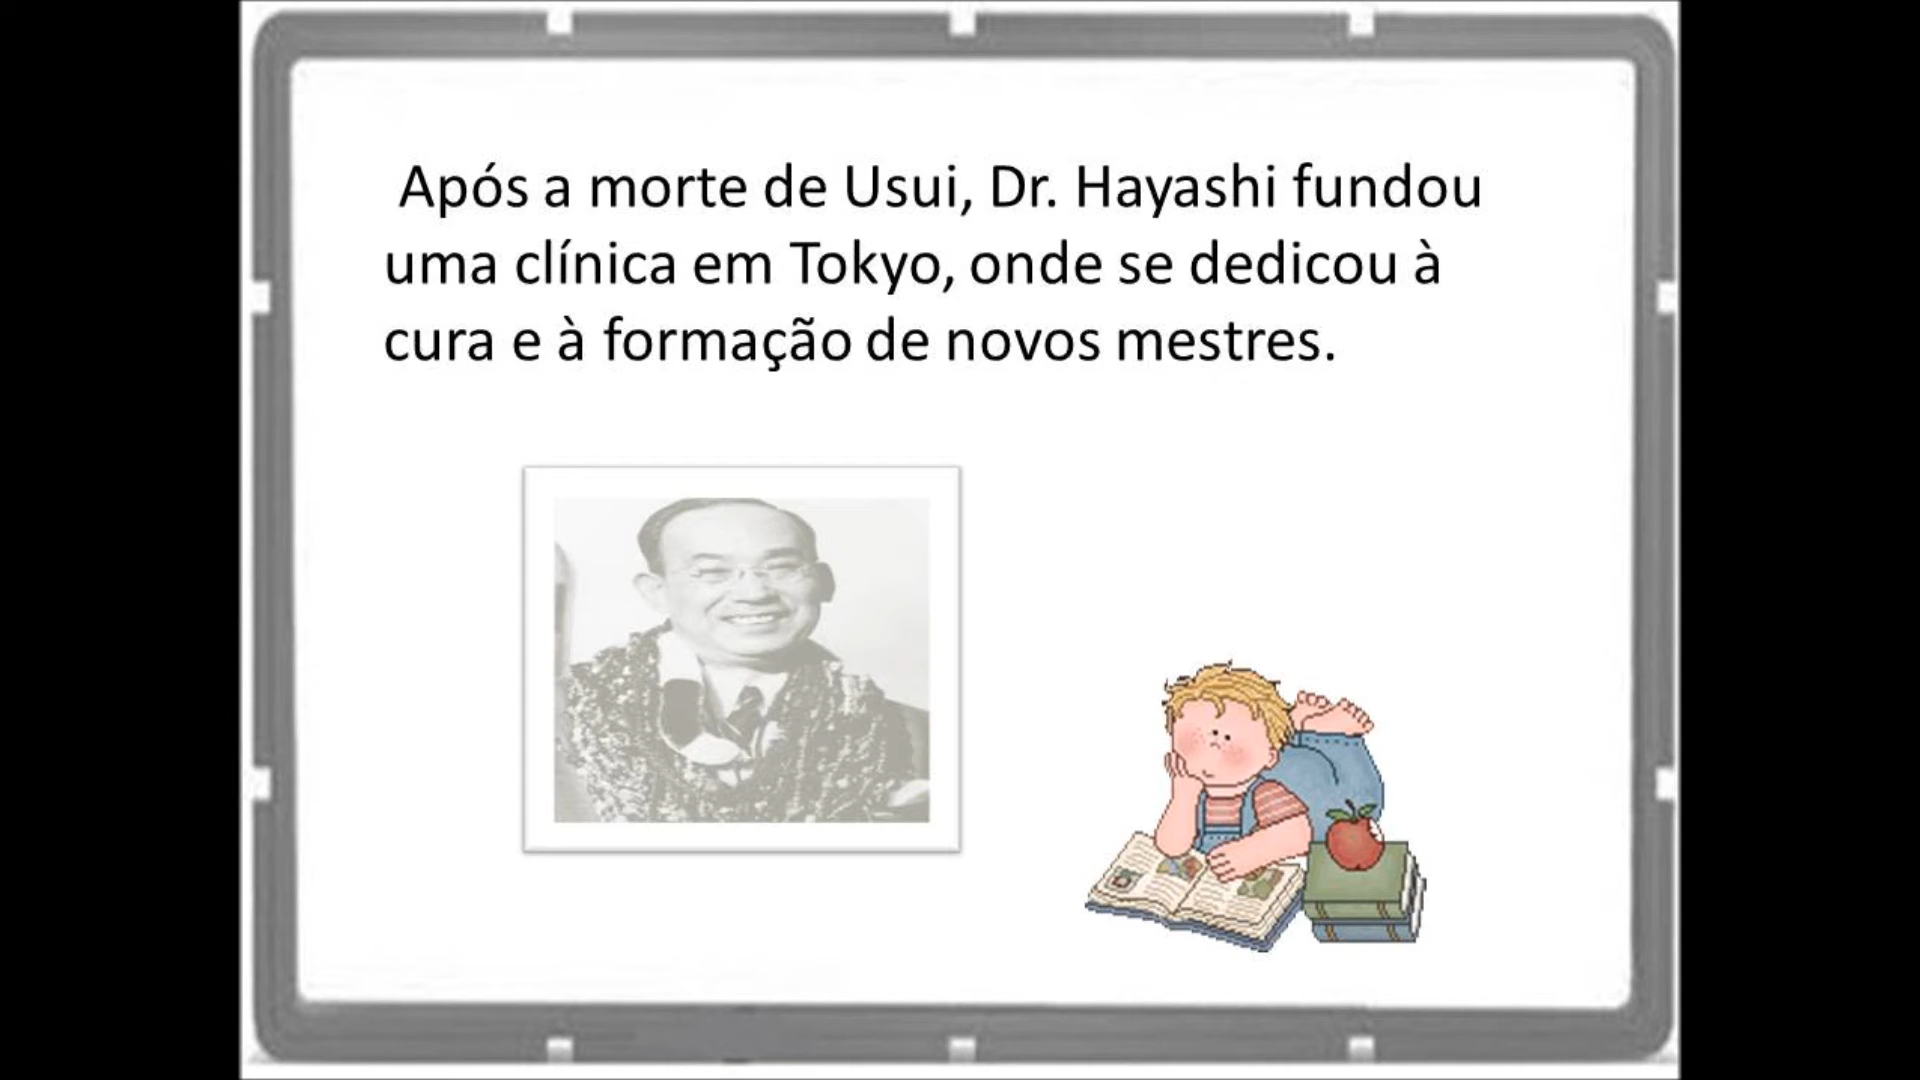 Após a morte de Usui, Dr. Hayashi fundou
uma clínica em Tokyo, onde se dedicou à
cura e à formação de novos mestres.